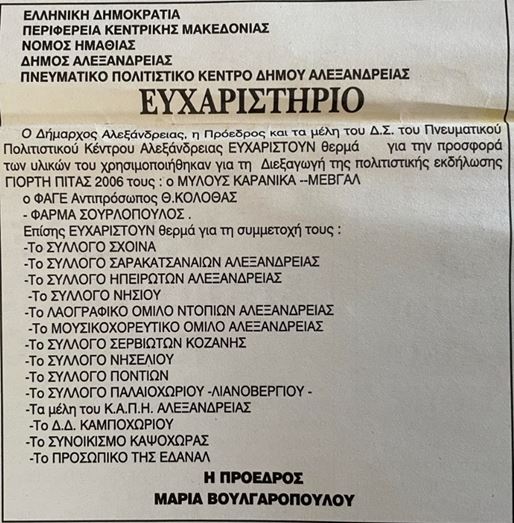 ΕΛΛΗΝΙΚΗ ΔΗΜΟΚΡΑΤΙΑ
ΠΕΡΙΦΕΡΕΙΑ ΚΕΝΤΡΙΚΗΣ ΜΑΚΕΔΟΝΙΑΣ
ΝΟΜΟΣ ΗΜΑΘΙΑΣ
ΔΗΜΟΣ ΑΛΕΞΑΝΔΡΕΙΑΣ
ΠΝΕΥΜΑΤΙΚΟ ΠΟΛΙΤΙΣΤΙΚΟ ΚΕΝΤΡΟ ΔΗΜΟΥ ΑΛΕΞΑΝΔΡΕΙΑΣ
ΕΥΧΑΡΙΣΤΗΡΙΟ
Ο Δήμαρχος Αλεξάνδρειας, η Πρόεδρος και τα μέλη του Δ.Σ. του Πνευματικού
Πολιτιστικού Κέντρου Αλεξάνδρειας ΕΥΧΑΡΙΣΤΟΥΝ θερμά για την προσφορά
των υλικών του χρησιμοποιήθηκαν για τη Διεξαγωγή της πολιτιστικής εκδήλωσης
ΓΙΟΡΤΗ ΠΙΤΑΣ 2006 τους : ο ΜΥΛΟΥΣ ΚΑΡΑΝΙΚΑ --ΜΕΒΓΑΛ
ο ΦΑΓΕ Αντιπρόσωπος Θ.ΚΟΛΟΘΑΣ
- ΦΑΡΜΑ ΣΟΥΡΛΟΠΟΥΛΟΣ .
Επίσης ΕΥΧΑΡΙΣΤΟΥΝ θερμά για τη συμμετοχή τους :
-Το ΣΥΛΛΟΓΟ ΣΧΟΙΝΑ
-Το ΣΥΛΛΟΓΟ ΣΑΡΑΚΑΤΣΑΝΑΙΩΝ ΑΛΕΞΑΝΔΡΕΙΑΣ
-Το ΣΥΛΛΟΓΟ ΗΠΕΙΡΩΤΩΝ ΑΛΕΞΑΝΔΡΕΙΑΣ
-Το ΣΥΛΛΟΓΟ ΝΗΣΙΟΥ
-Το ΛΑΟΓΡΑΦΙΚΟ ΟΜΙΛΟ ΝΤΟΠΙΩΝ ΑΛΕΞΑΝΔΡΕΙΑΣ
-Το ΜΟΥΣΙΚΟΧΟΡΕΥΤΙΚΟ ΟΜΙΛΟ ΑΛΕΞΑΝΔΡΕΙΑΣ
-Το ΣΥΛΛΟΓΟ ΣΕΡΒΙΩΤΩΝ ΚΟΖΑΝΗΣ
-Το ΣΥΛΛΟΓΟ ΝΗΣΕΛΙΟΥ
-Το ΣΥΛΛΟΓΟ ΠΟΝΤΙΩΝ
-Το ΣΥΛΛΟΓΟ ΠΑΛΑΙΟΧΩΡΙΟΥ -ΛΙΑΝΟΒΕΡΓΙΟΥ -
-Τα μέλη του Κ.Α.Π.Η. ΑΛΕΞΑΝΔΡΕΙΑΣ
-Το Δ.Δ. ΚΑΜΠΟΧΩΡΙΟΥ
-Το ΣΥΝΟΙΚΙΣΜΟ ΚΑΨΟΧΩΡΑΣ
-Το ΠΡΟΣΩΠΙΚΟ ΤΗΣ ΕΔΑΝΑΛ
Η ΠΡΟΕΔΡΟΣ
ΜΑΡΙΑ ΒΟΥΛΓΑΡΟΠΟΥΛΟΥ